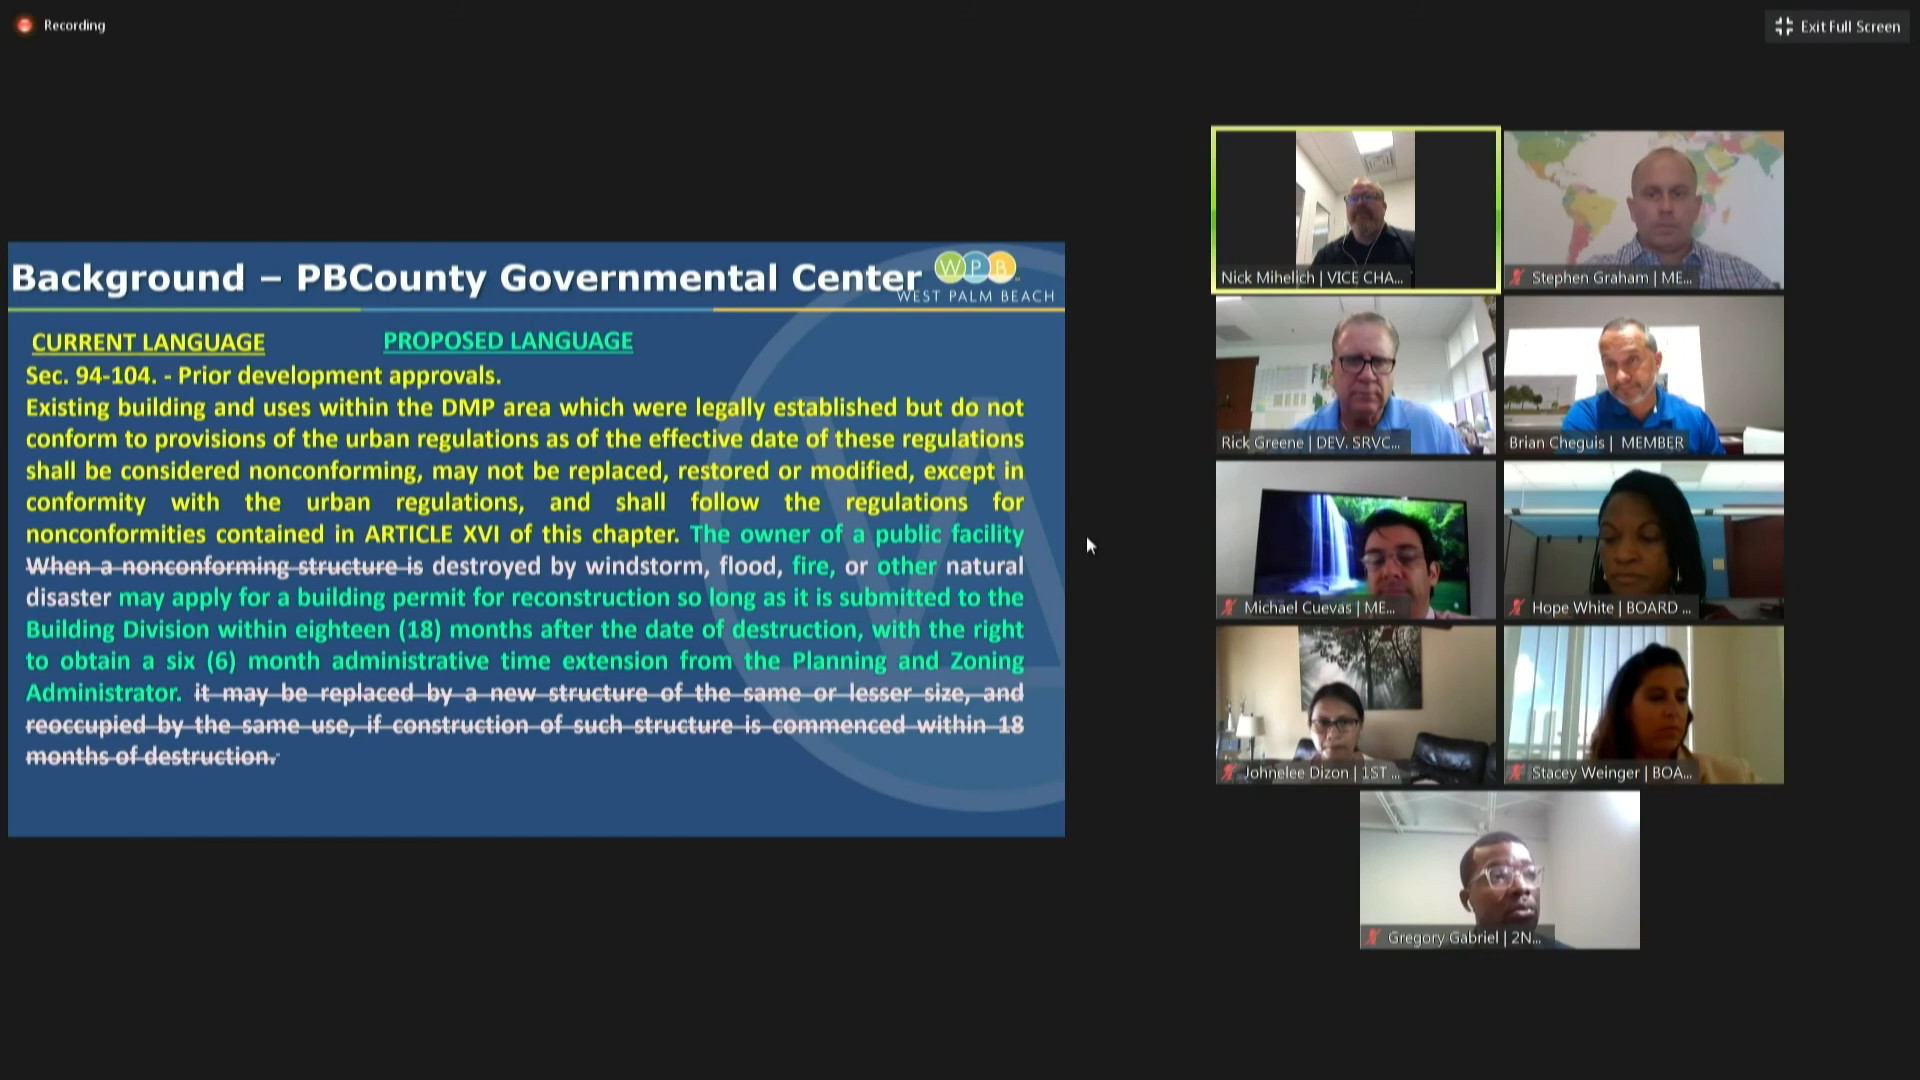 Recording
Exit Full Screen
Background – PBCounty Governmental Center
WPB
WEST PALM BEACH
CURRENT LANGUAGE
PROPOSED LANGUAGE
Sec. 94-104. - Prior development approvals.
Existing building and uses within the DMP area which were legally established but do not
conform to provisions of the urban regulations as of the effective date of these regulations
shall be considered nonconforming, may not be replaced, restored or modified, except in
conformity with the urban regulations, and shall follow the regulations for
nonconformities contained in ARTICLE XVI of this chapter. The owner of a public facility
When a nonconforming structure is destroyed by windstorm, flood, fire, or other natural
disaster may apply for a building permit for reconstruction so long as it is submitted to the
Building Division within eighteen (18) months after the date of destruction, with the right
to obtain a six (6) month administrative time extension from the Planning and Zoning
Administrator. it may be replaced by a new structure of the same or lesser size, and
reoccupied by the same use, if construction of such structure is commenced within 18
months of destruction.
Nick Mihelich | VICE CHA...
Stephen Graham | ME...
Rick Greene | DEV. SRVC...
Brian Cheguis | MEMBER
Michael Cuevas | ME...
Hope White | BOARD ...
Johnelee Dizon | 1ST ...
Stacey Weinger | BOA...
Gregory Gabriel | 2N...